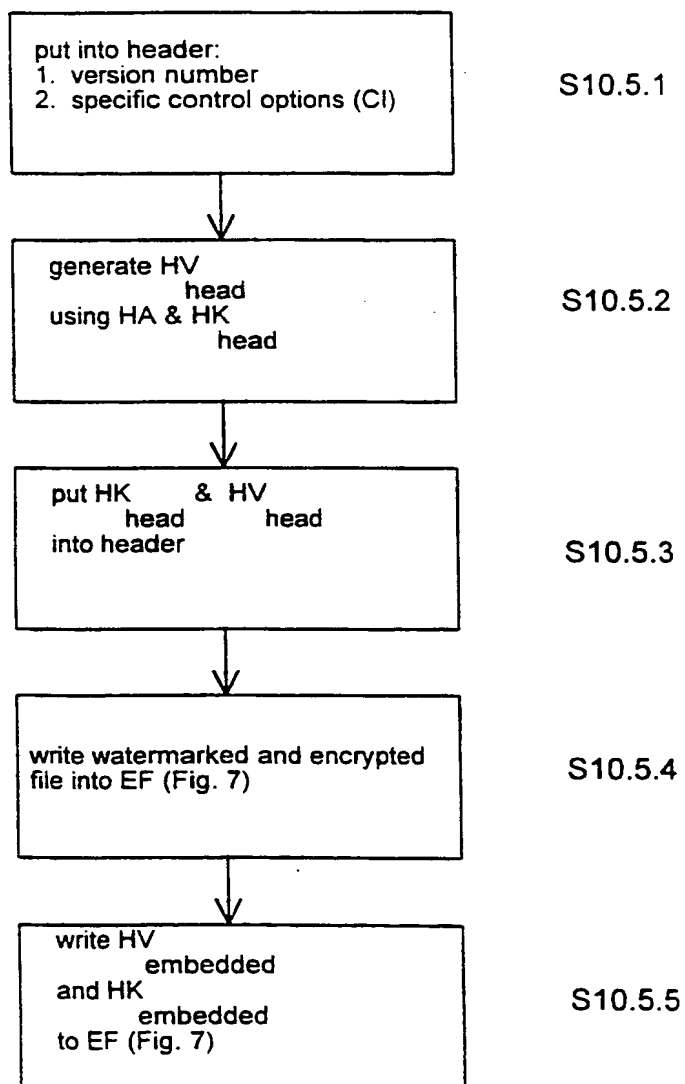 put into header:
1. version number
2. specific control options (CI)
S10.5.1
generate HV
head
using HA & HK
head
S10.5.2
put HK & HV
head head
into header
S10.5.3
write watermarked and encrypted
file into EF (Fig. 7)
S10.5.4
write HV
embedded
and HK
embedded
to EF (Fig. 7)
S10.5.5